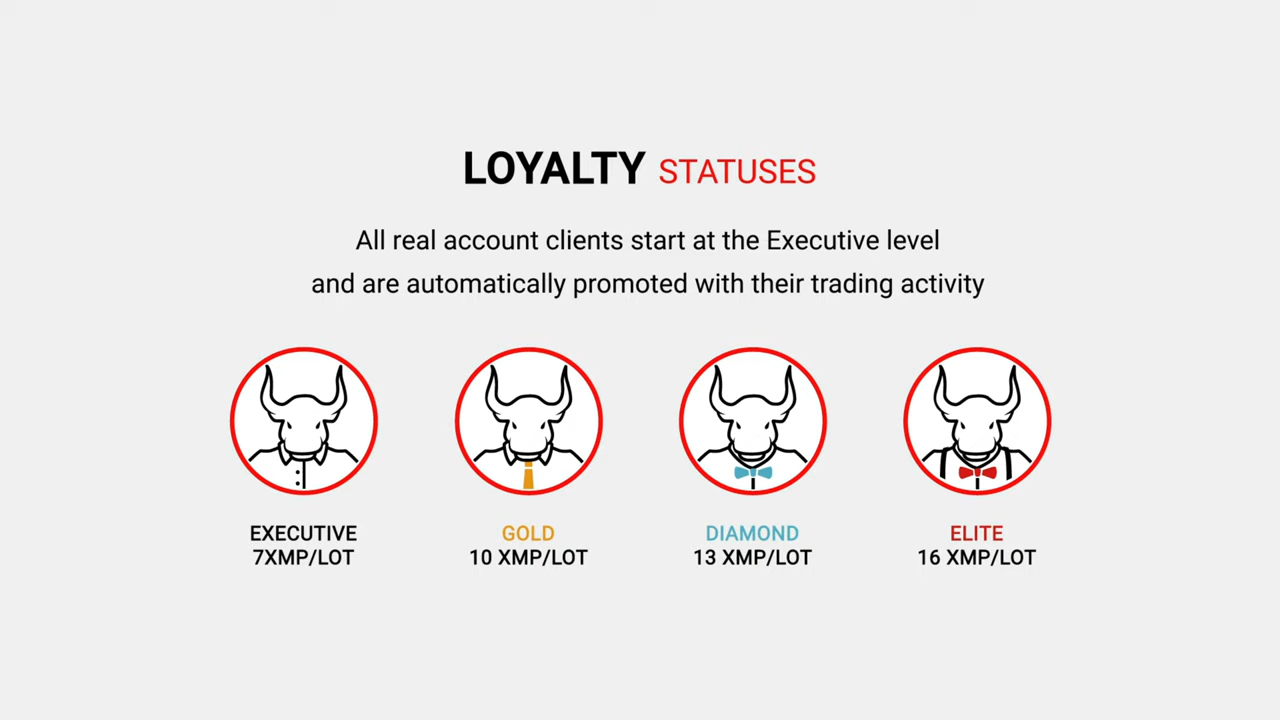 LOYALTY STATUSES
All real account clients start at the Executive level
and are automatically promoted with their trading activity
EXECUTIVE
7XMP/LOT
GOLD
10 XMP/LOT
DIAMOND
13 XMP/LOT
ELITE
16 XMP/LOT